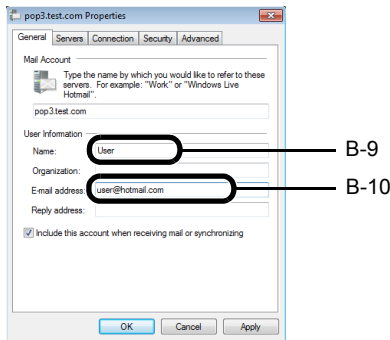 pop3.test.com Properties
General Servers Connection Security Advanced
Mail Account
Type the name by which you would like to refer to these
servers. For example: "Work" or "Windows Live
Hotmail".
pop3.test.com
User Information
Name: User B-9
Organization:
E-mail address: user@hotmail.com B-10
Reply address:
Include this account when receiving mail or synchronizing
OK Cancel Apply